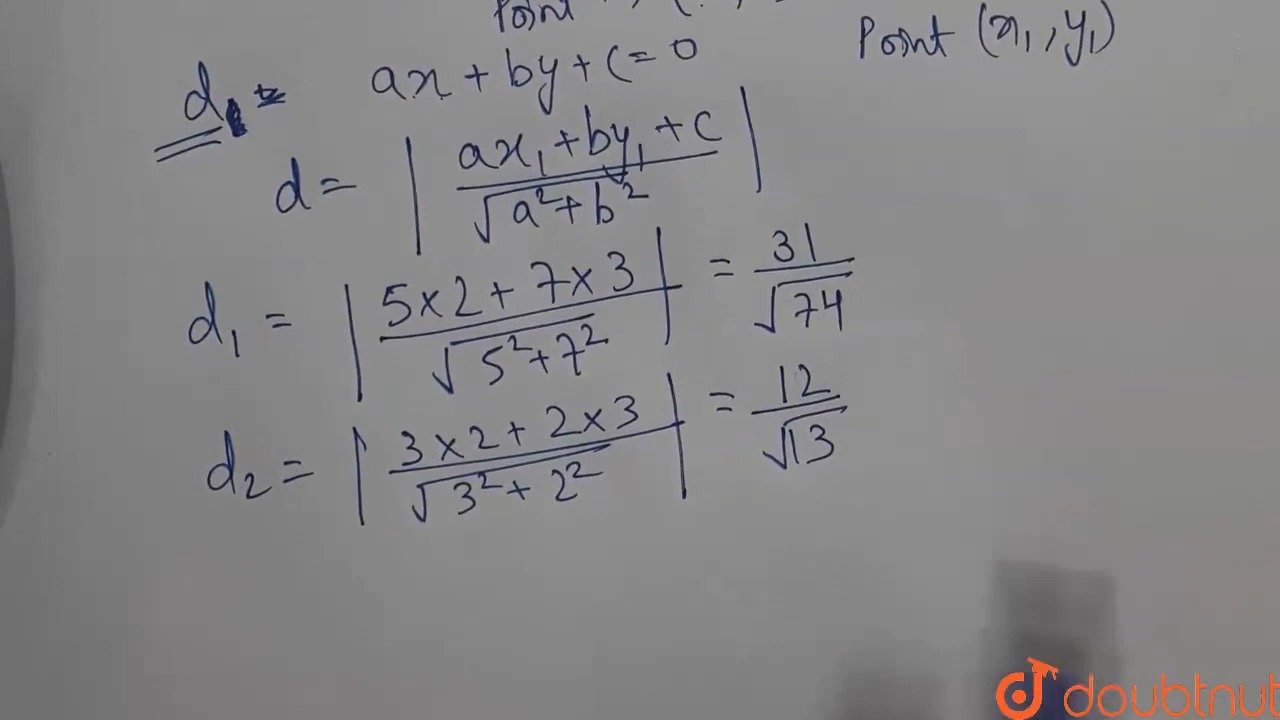 Point
ax + by + c = 0 Point (x₁, y₁)
d = | (ax₁ + by₁ + c) / √(a² + b²) |
d₁ = | (5 × 2 + 7 × 3) / √(5² + 7²) | = 31 / √74
d₂ = | (3 × 2 + 2 × 3) / √(3² + 2²) | = 12 / √13
doubtnut